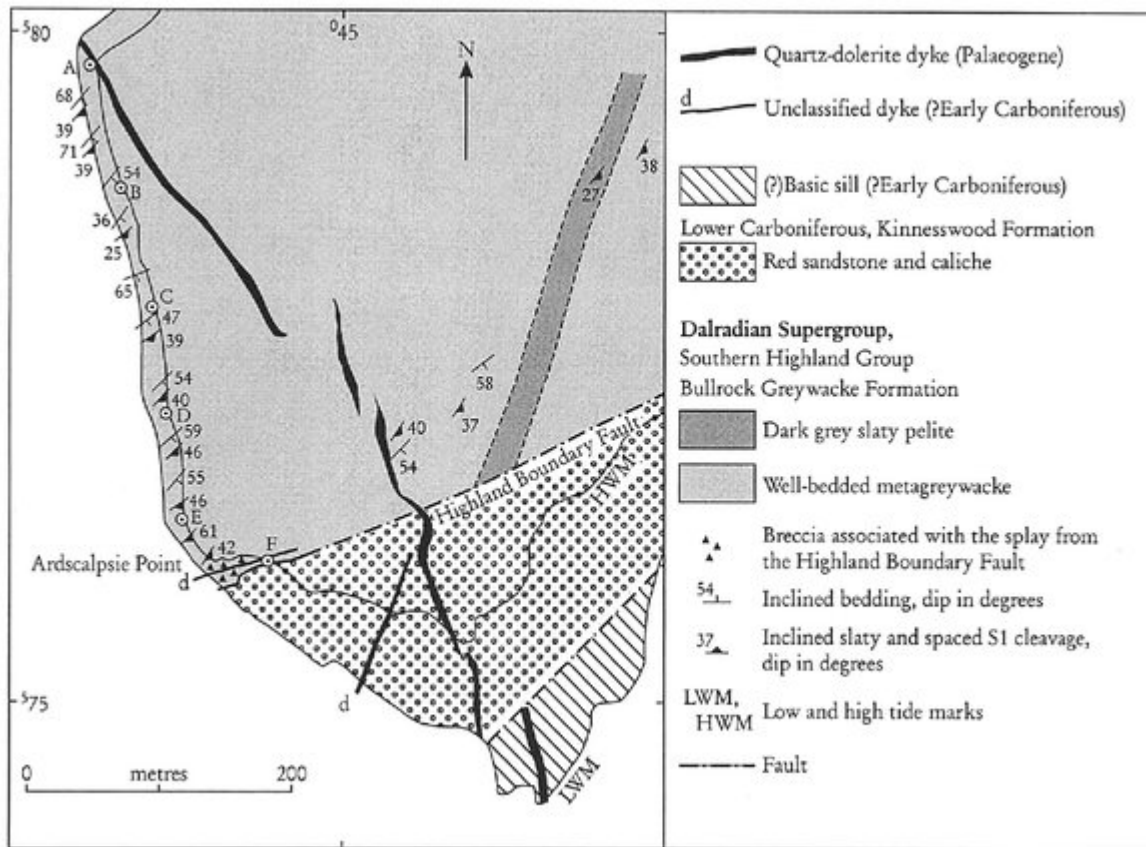 ⁵80
⁰45
N
A
68
39
71
39
54
B
36
25
65
C
47
39
54
40
D
59
46
55
46
E
61
42
F
Ardscalpsie Point
d
27
38
58
37
40
54
Highland Boundary Fault
HWM
d
⁵75
LWM
0 metres 200
Quartz-dolerite dyke (Palaeogene)
d
Unclassified dyke (?Early Carboniferous)
(?)Basic sill (?Early Carboniferous)
Lower Carboniferous, Kinnesswood Formation
Red sandstone and caliche
Dalradian Supergroup,
Southern Highland Group
Bullrock Greywacke Formation
Dark grey slaty pelite
Well-bedded metagreywacke
Breccia associated with the splay from
the Highland Boundary Fault
54
Inclined bedding, dip in degrees
37
Inclined slaty and spaced S1 cleavage,
dip in degrees
LWM,
HWM
Low and high tide marks
Fault